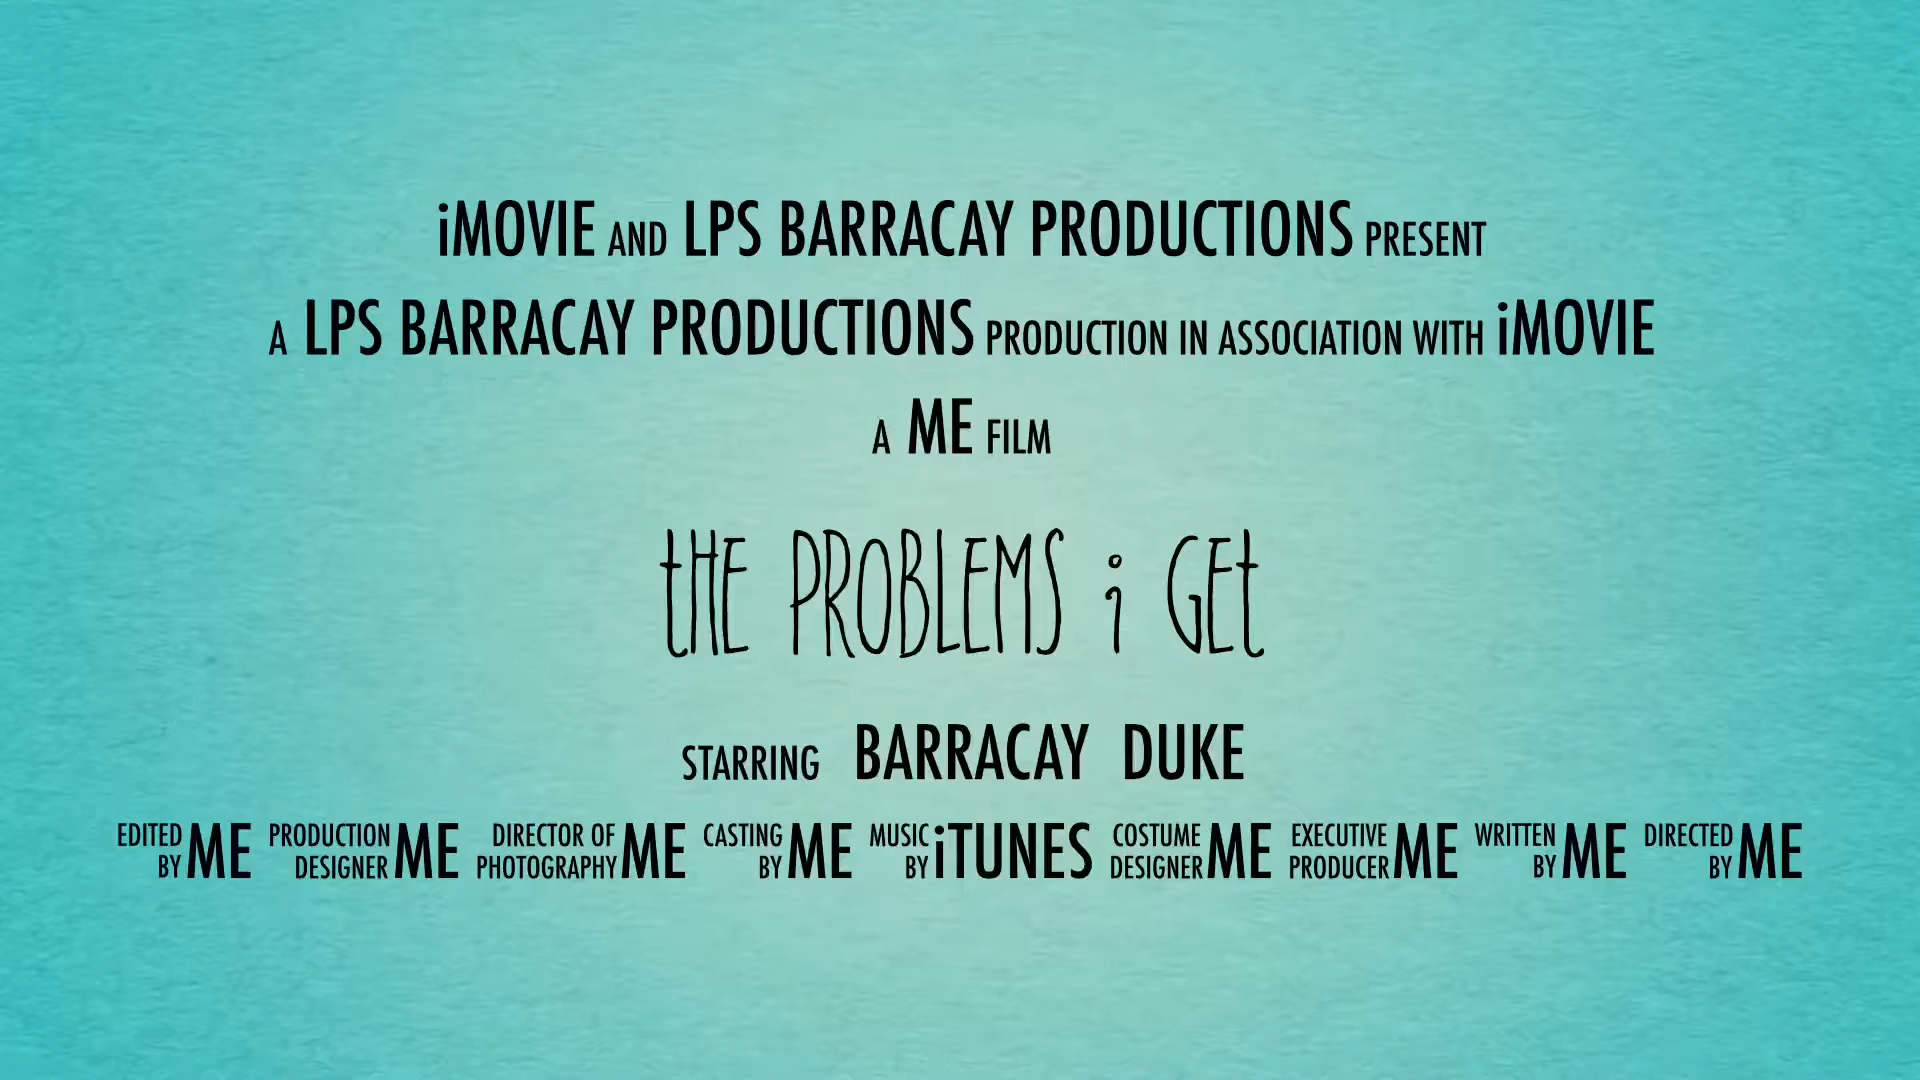 iMOVIE AND LPS BARRACAY PRODUCTIONS PRESENT
A LPS BARRACAY PRODUCTIONS PRODUCTION IN ASSOCIATION WITH iMOVIE
A ME FILM
tHE PROBLEMS i GEt
STARRING BARRACAY DUKE
EDITED BY ME PRODUCTION DESIGNER ME DIRECTOR OF PHOTOGRAPHY ME CASTING BY ME MUSIC BY iTUNES COSTUME DESIGNER ME EXECUTIVE PRODUCER ME WRITTEN BY ME DIRECTED BY ME